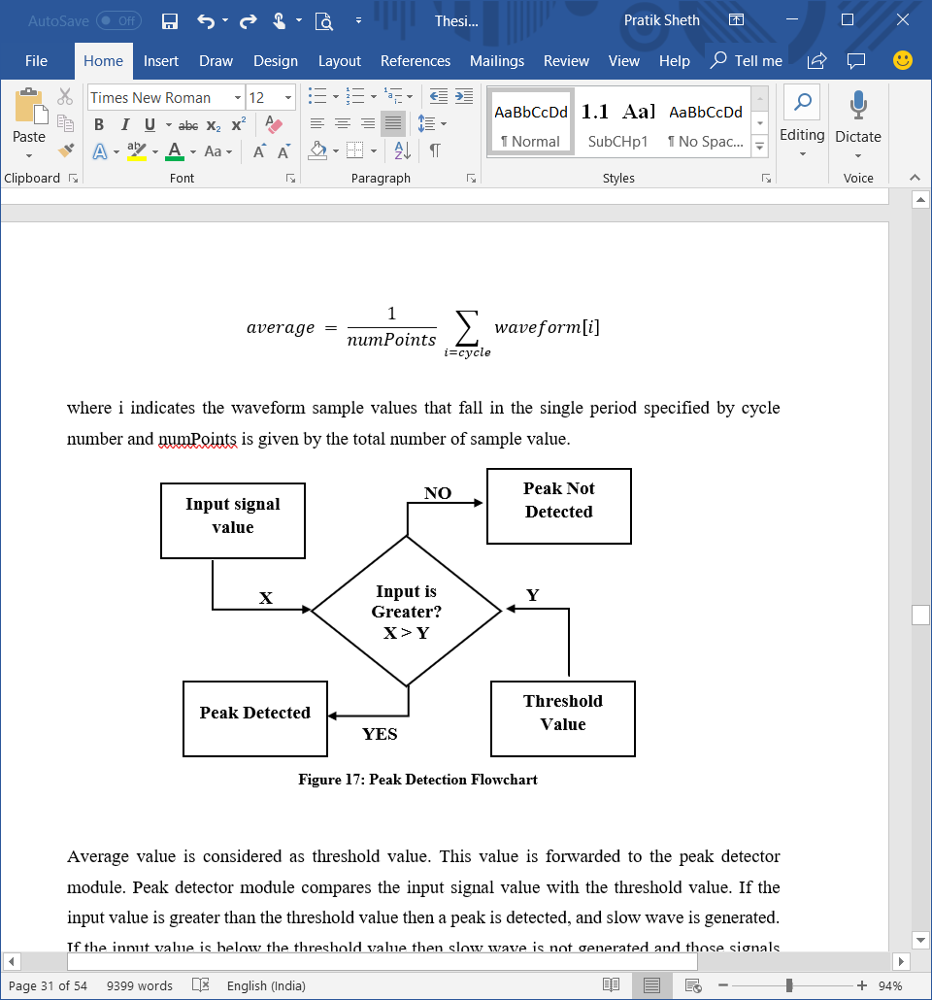 AutoSave Off Thesi... Pratik Sheth
File Home Insert Draw Design Layout References Mailings Review View Help Tell me
Times New Roman 12
AaBbCcDd 1.1 Aa] AaBbCcDd
¶ Normal SubCHp1 ¶ No Spac...
Paste
B I U abc x₂ x²
A aby A Aa A A
Editing Dictate
Clipboard Font Paragraph Styles Voice
average = 1/numPoints ∑ i=cycle waveform[i]
where i indicates the waveform sample values that fall in the single period specified by cycle
number and numPoints is given by the total number of sample value.
Input signal
value
NO
Peak Not
Detected
X
Input is
Greater?
X > Y
Y
Peak Detected
YES
Threshold
Value
Figure 17: Peak Detection Flowchart
Average value is considered as threshold value. This value is forwarded to the peak detector
module. Peak detector module compares the input signal value with the threshold value. If the
input value is greater than the threshold value then a peak is detected, and slow wave is generated.
If the input value is below the threshold value then slow wave is not generated and those signals
Page 31 of 54 9399 words English (India) 94%